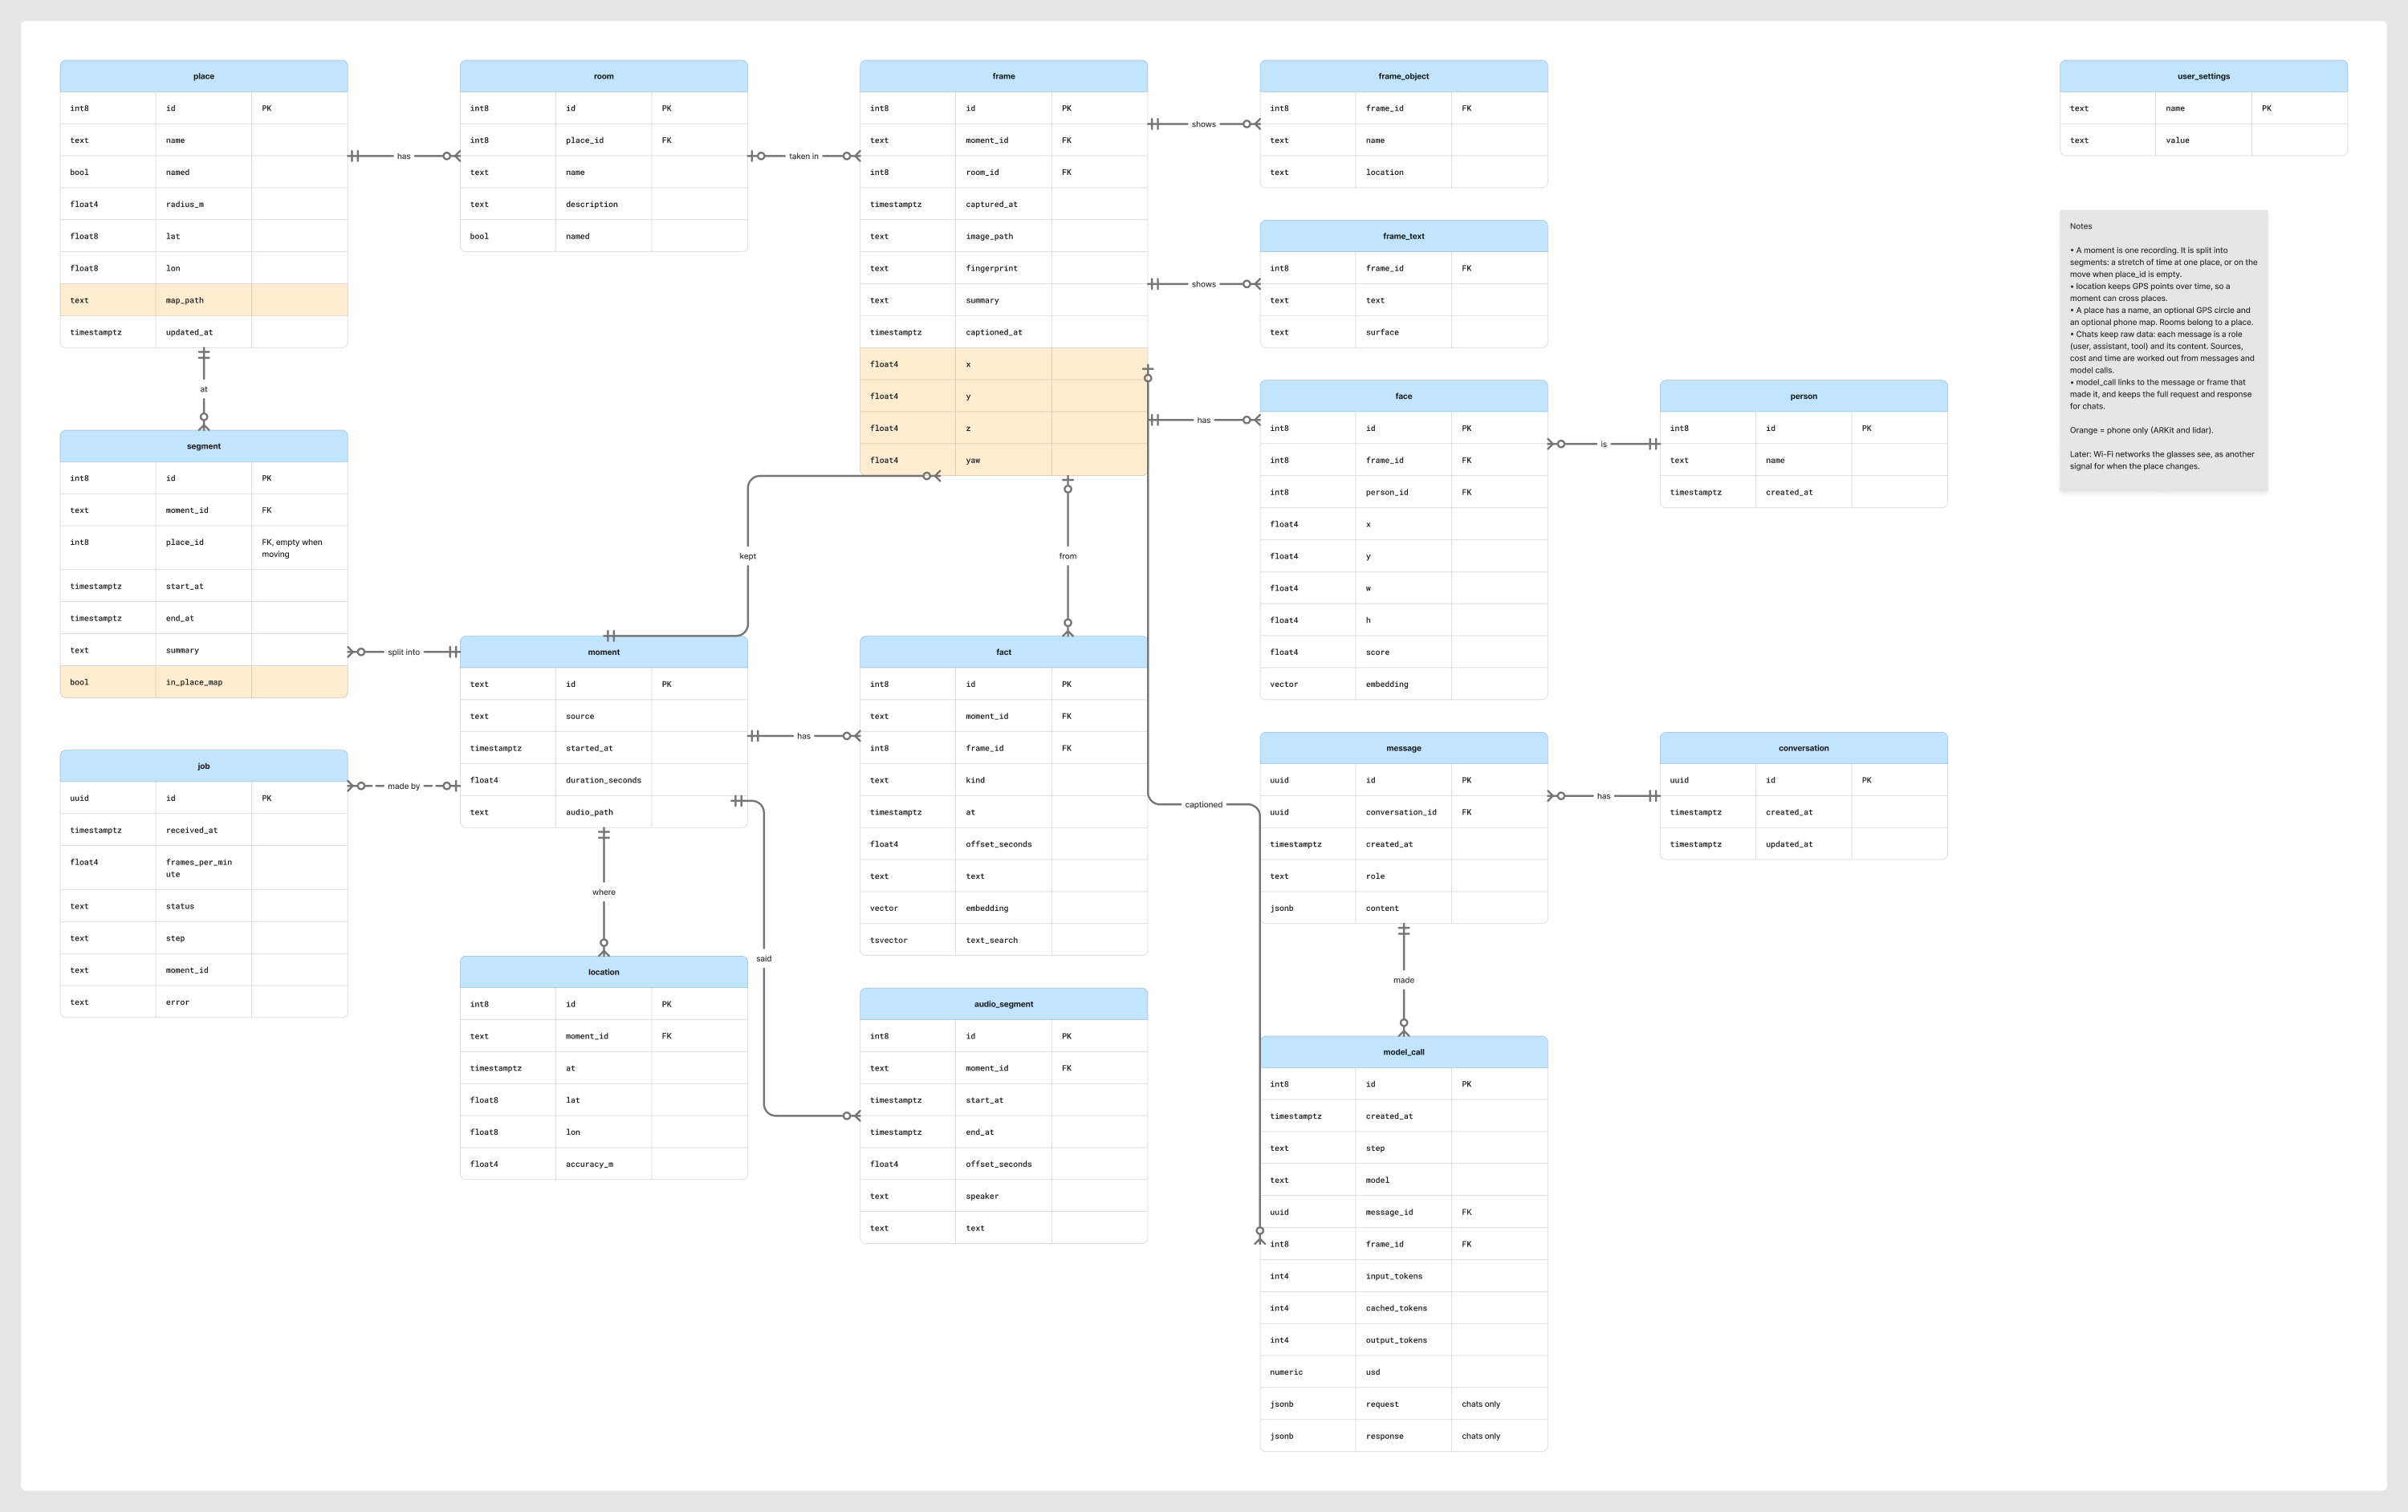 place
int8 id PK
text name
bool named
float4 radius_m
float8 lat
float8 lon
text map_path
timestamptz updated_at
has
room
int8 id PK
int8 place_id FK
text name
text description
bool named
taken in
frame
int8 id PK
text moment_id FK
int8 room_id FK
timestamptz captured_at
text image_path
text fingerprint
text summary
timestamptz captioned_at
float4 x
float4 y
float4 z
float4 yaw
shows
frame_object
int8 frame_id FK
text name
text location
shows
frame_text
int8 frame_id FK
text text
text surface
has
face
int8 id PK
int8 frame_id FK
int8 person_id FK
float4 x
float4 y
float4 w
float4 h
float4 score
vector embedding
is
person
int8 id PK
text name
timestamptz created_at
user_settings
text name PK
text value
Notes
• A moment is one recording. It is split into
segments: a stretch of time at one place, or on the
move when place_id is empty.
• location keeps GPS points over time, so a
moment can cross places.
• A place has a name, an optional GPS circle and
an optional phone map. Rooms belong to a place.
• Chats keep raw data: each message is a role
(user, assistant, tool) and its content. Sources,
cost and time are worked out from messages and
model calls.
• model_call links to the message or frame that
made it, and keeps the full request and response
for chats.
Orange = phone only (ARKit and lidar).
Later: Wi-Fi networks the glasses see, as another
signal for when the place changes.
at
segment
int8 id PK
text moment_id FK
int8 place_id FK, empty when
moving
timestamptz start_at
timestamptz end_at
text summary
bool in_place_map
kept
from
split into
moment
text id PK
text source
timestamptz started_at
float4 duration_seconds
text audio_path
has
fact
int8 id PK
text moment_id FK
int8 frame_id FK
text kind
timestamptz at
float4 offset_seconds
text text
vector embedding
tsvector text_search
job
uuid id PK
timestamptz received_at
float4 frames_per_min
ute
text status
text step
text moment_id
text error
made by
where
said
captioned
location
int8 id PK
text moment_id FK
timestamptz at
float8 lat
float8 lon
float4 accuracy_m
audio_segment
int8 id PK
text moment_id FK
timestamptz start_at
timestamptz end_at
float4 offset_seconds
text speaker
text text
message
uuid id PK
uuid conversation_id FK
timestamptz created_at
text role
jsonb content
has
conversation
uuid id PK
timestamptz created_at
timestamptz updated_at
made
model_call
int8 id PK
timestamptz created_at
text step
text model
uuid message_id FK
int8 frame_id FK
int4 input_tokens
int4 cached_tokens
int4 output_tokens
numeric usd
jsonb request chats only
jsonb response chats only